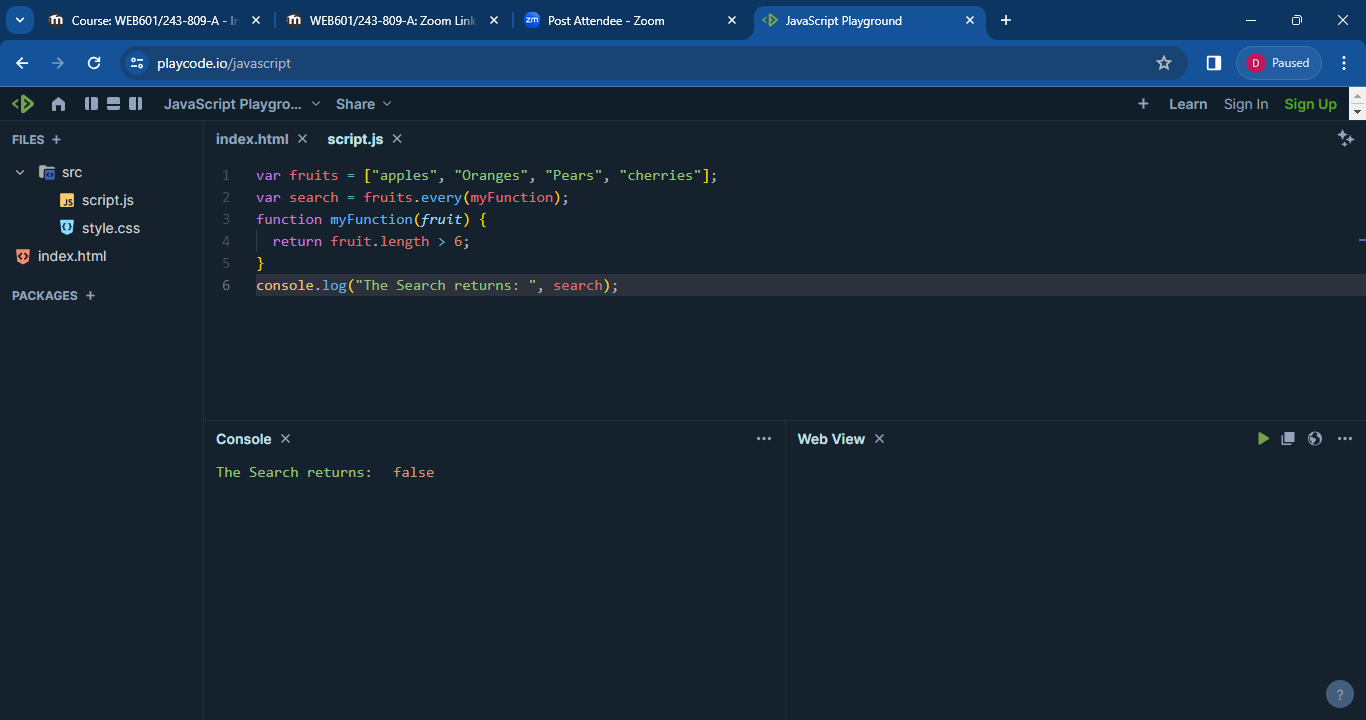 Course: WEB601/243-809-A - In
WEB601/243-809-A: Zoom Link
zm Post Attendee - Zoom
JavaScript Playground
playcode.io/javascript
D Paused
JavaScript Playgro...
Share
+ Learn Sign In Sign Up
FILES +
index.html
script.js
src
script.js
style.css
index.html
PACKAGES +
1 var fruits = ["apples", "Oranges", "Pears", "cherries"];
2 var search = fruits.every(myFunction);
3 function myFunction(fruit) {
4 return fruit.length > 6;
5 }
6 console.log("The Search returns: ", search);
Console
The Search returns: false
Web View
?